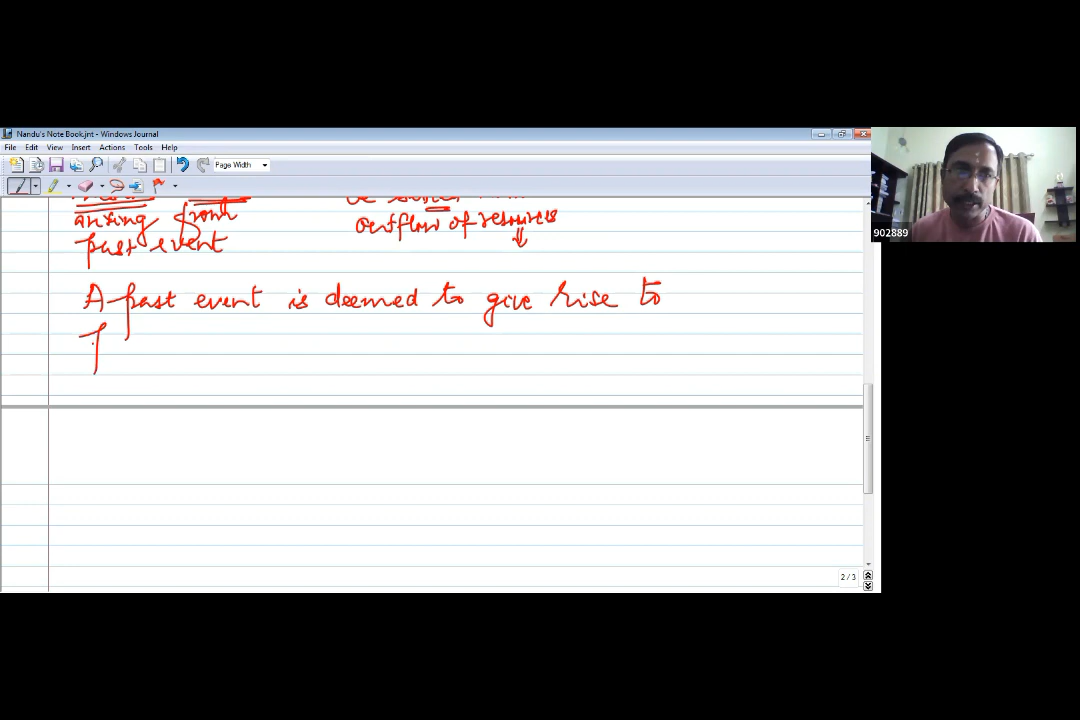 Nandu's Note Book.jnt - Windows Journal
File Edit View Insert Actions Tools Help
Page Width
arising from
past event
outflow of resources
A past event is deemed to give rise to
2 / 3
902889